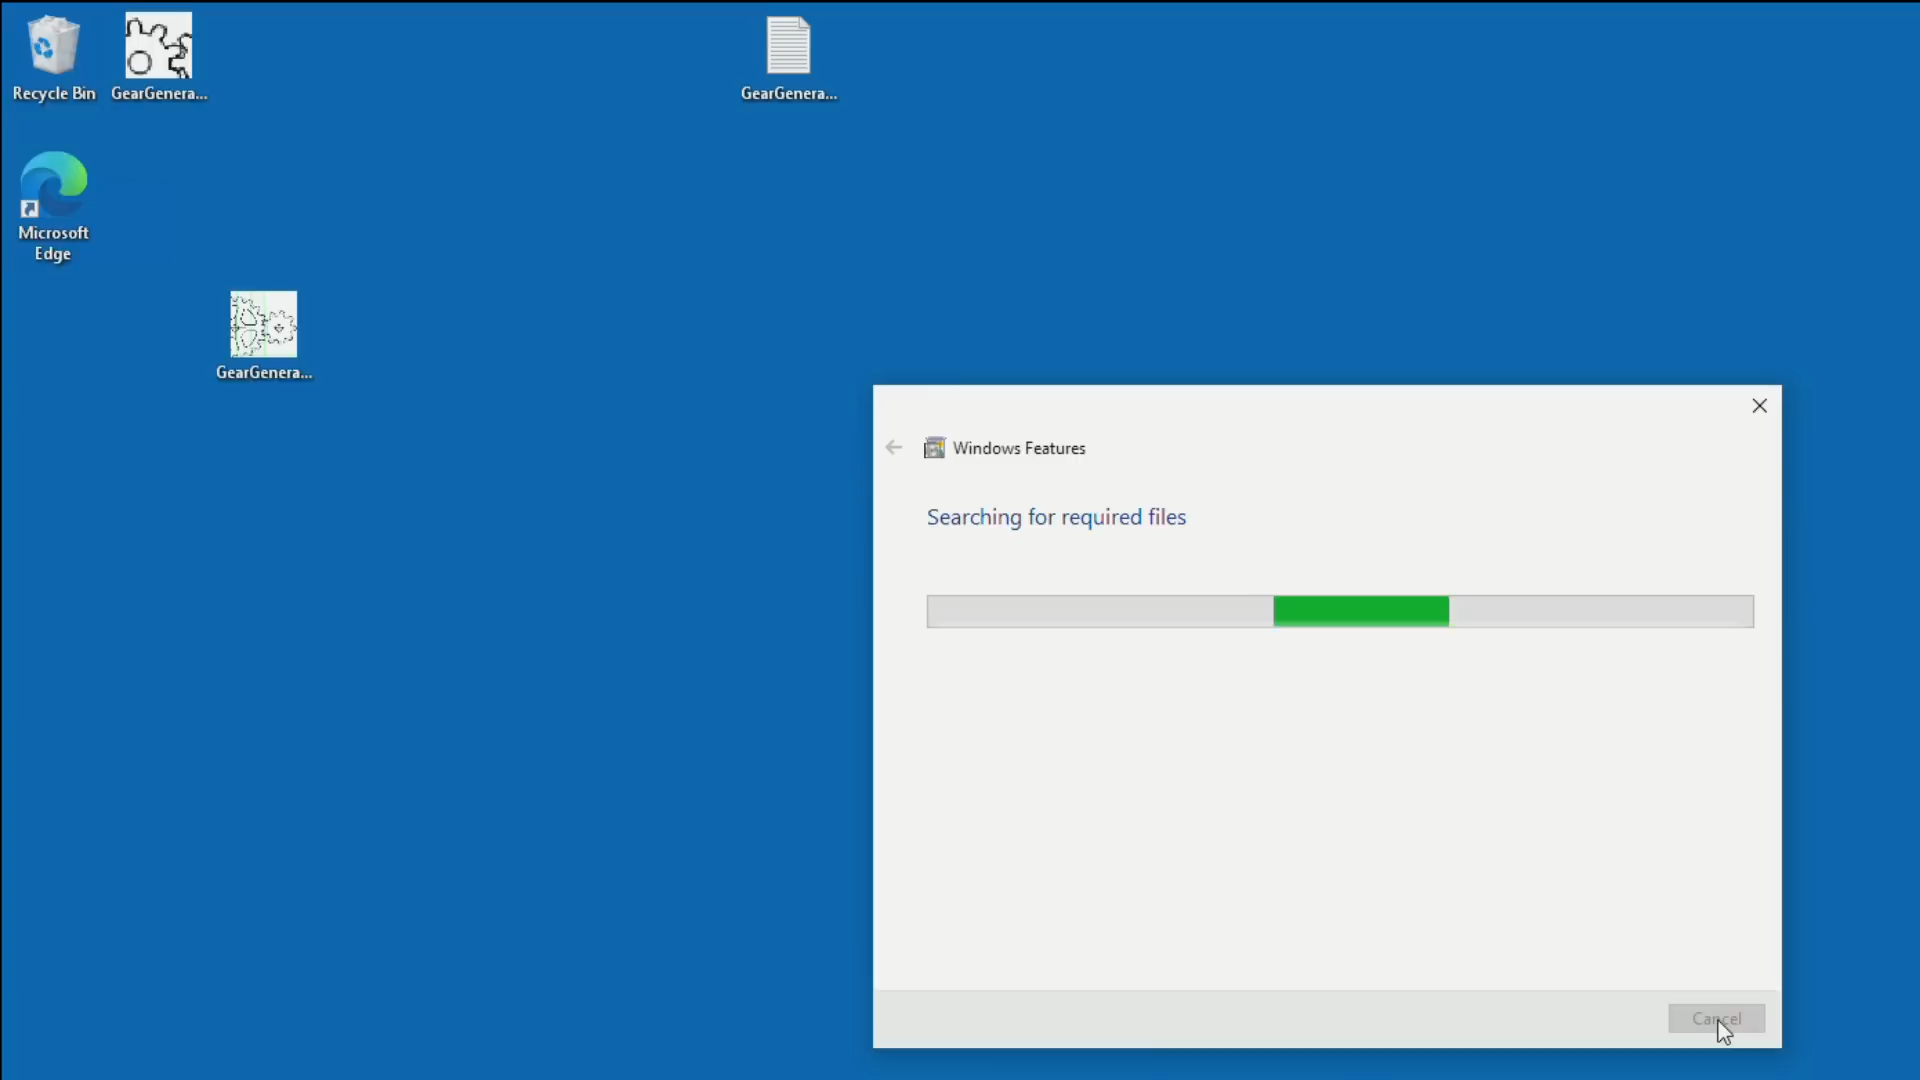 Recycle Bin
GearGenera...
GearGenera...
Microsoft
Edge
GearGenera...
Windows Features
Searching for required files
Cancel